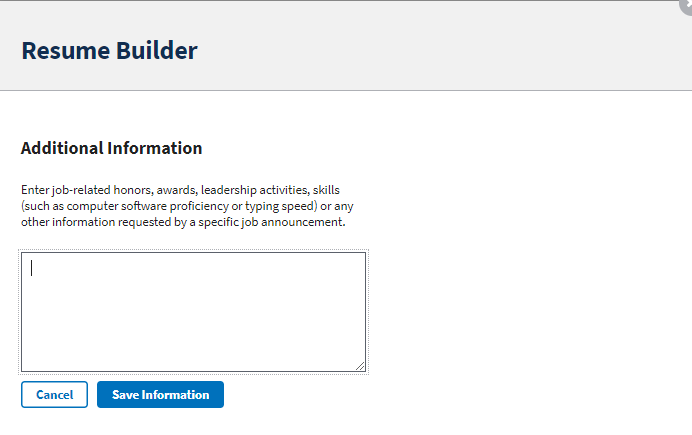 Resume Builder
Additional Information
Enter job-related honors, awards, leadership activities, skills
(such as computer software proficiency or typing speed) or any
other information requested by a specific job announcement.
Cancel
Save Information